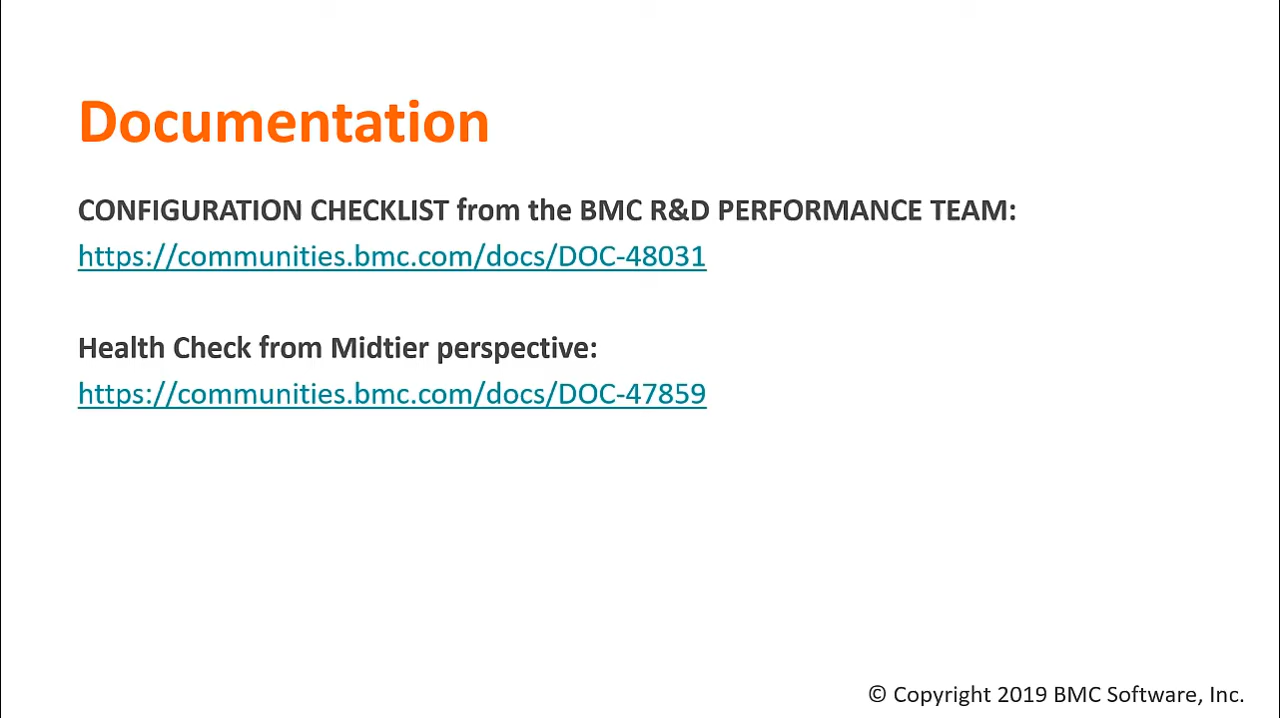 Documentation
CONFIGURATION CHECKLIST from the BMC R&D PERFORMANCE TEAM:
https://communities.bmc.com/docs/DOC-48031
Health Check from Midtier perspective:
https://communities.bmc.com/docs/DOC-47859
© Copyright 2019 BMC Software, Inc.